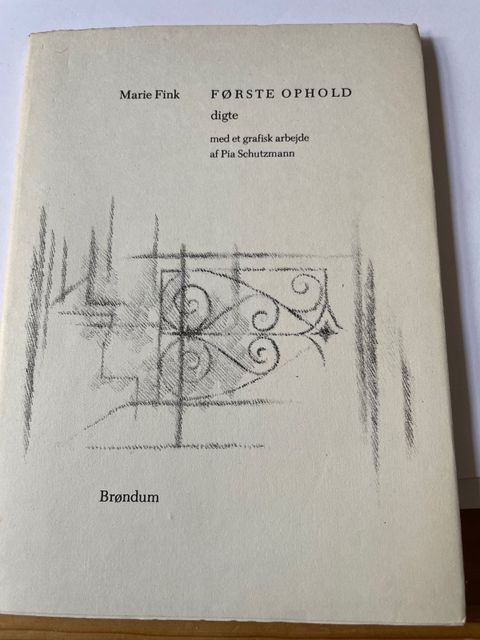 Marie Fink FØRSTE OPHOLD
digte
med et grafisk arbejde
af Pia Schutzmann
Brøndum